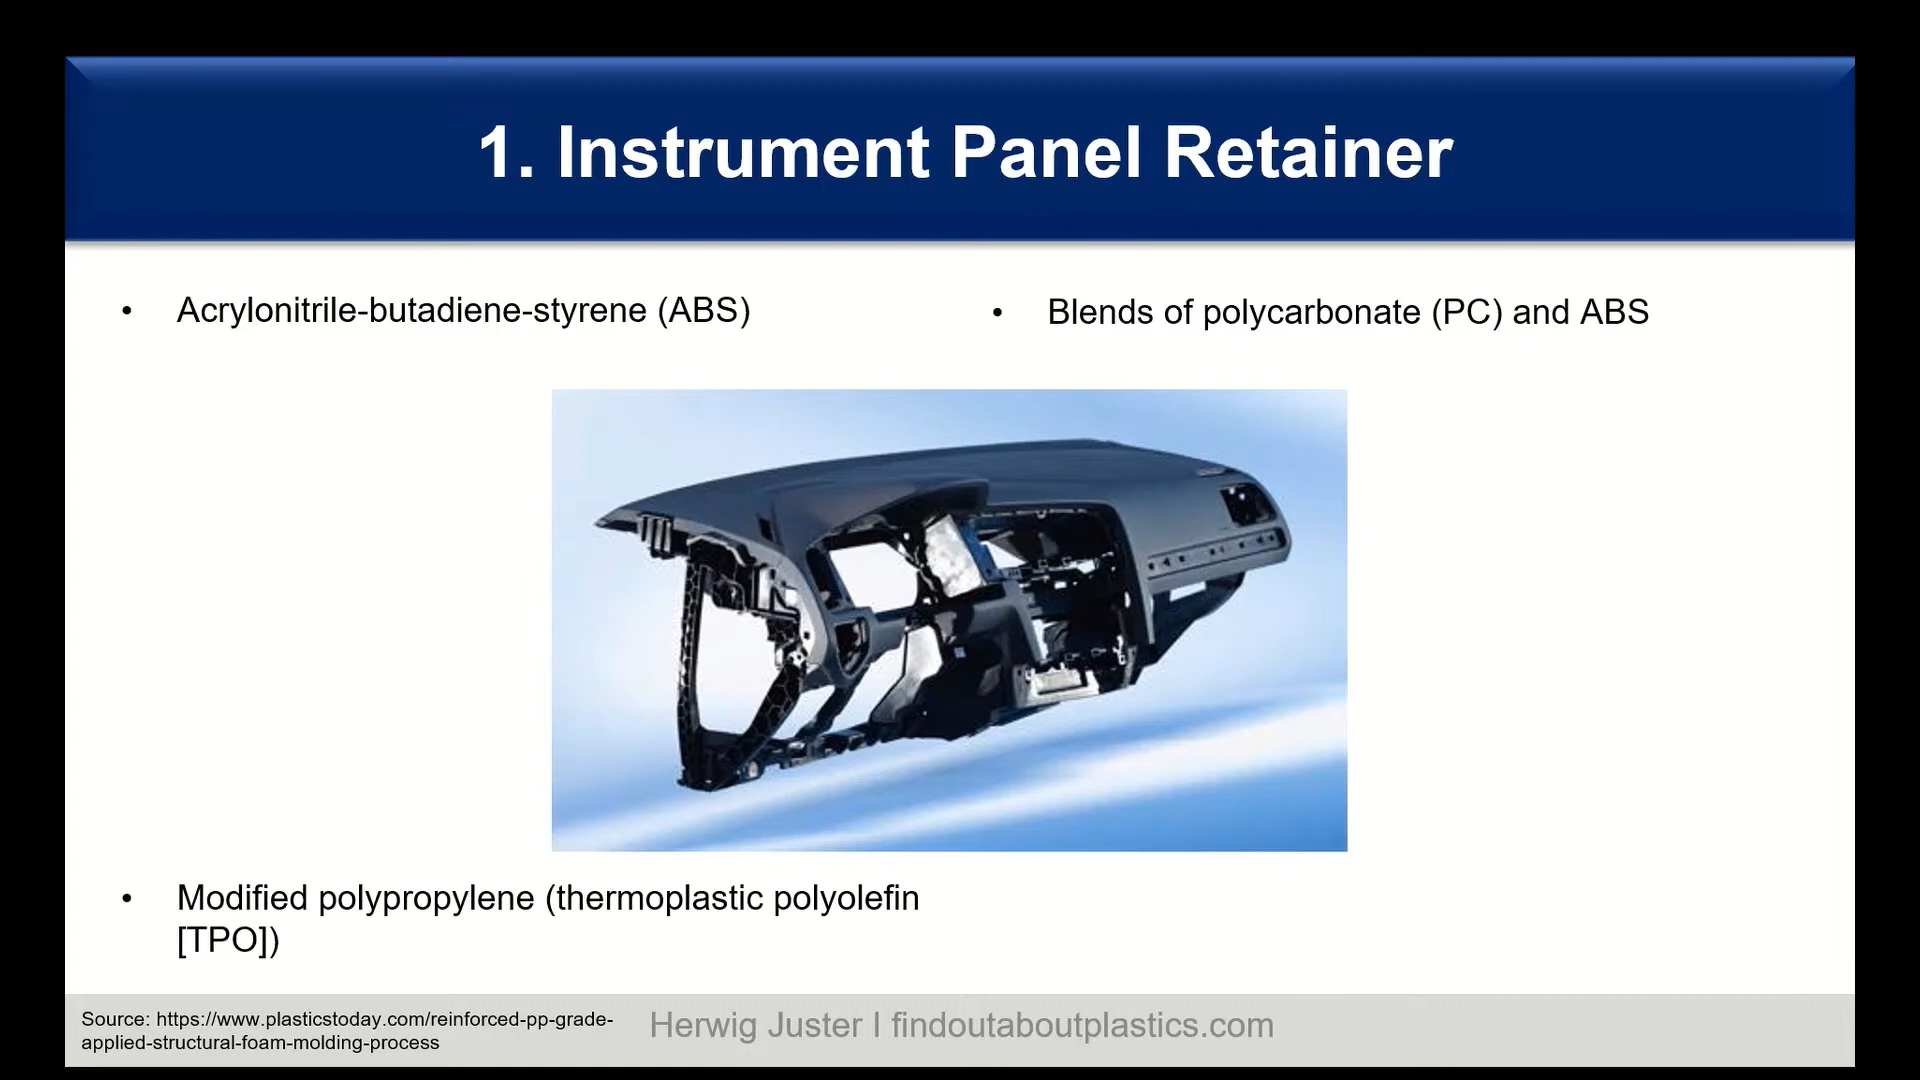 1. Instrument Panel Retainer
• Acrylonitrile-butadiene-styrene (ABS)
• Blends of polycarbonate (PC) and ABS
• Modified polypropylene (thermoplastic polyolefin
[TPO])
Source: https://www.plasticstoday.com/reinforced-pp-grade-
applied-structural-foam-molding-process
Herwig Juster I findoutaboutplastics.com